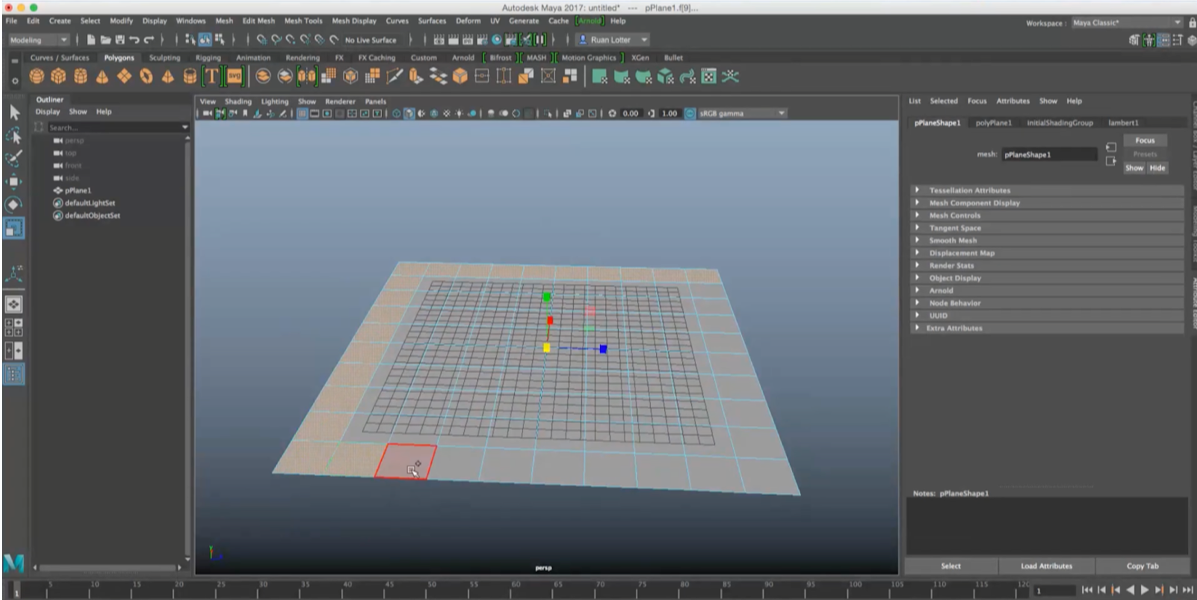 Autodesk Maya 2017: untitled* --- pPlane1.f[9]...
File Edit Create Select Modify Display Windows Mesh Edit Mesh Mesh Tools Mesh Display Curves Surfaces Deform UV Generate Cache Arnold Help
Workspace: Maya Classic*
Modeling No Live Surface Ruan Lotter
Curves / Surfaces Polygons Sculpting Rigging Animation Rendering FX FX Caching Custom Arnold Bifrost MASH Motion Graphics XGen Bullet
T SVG
Outliner
Display Show Help
Search...
persp
top
front
side
pPlane1
defaultLightSet
defaultObjectSet
View Shading Lighting Show Renderer Panels
0.00 1.00 sRGB gamma
persp
List Selected Focus Attributes Show Help
pPlaneShape1 polyPlane1 initialShadingGroup lambert1
mesh: pPlaneShape1
Focus
Presets
Show Hide
Tessellation Attributes
Mesh Component Display
Mesh Controls
Tangent Space
Smooth Mesh
Displacement Map
Render Stats
Object Display
Arnold
Node Behavior
UUID
Extra Attributes
Notes: pPlaneShape1
Select Load Attributes Copy Tab
5 10 15 20 25 30 35 40 45 50 55 60 65 70 75 80 85 90 95 100 105 110 115 120
1 1